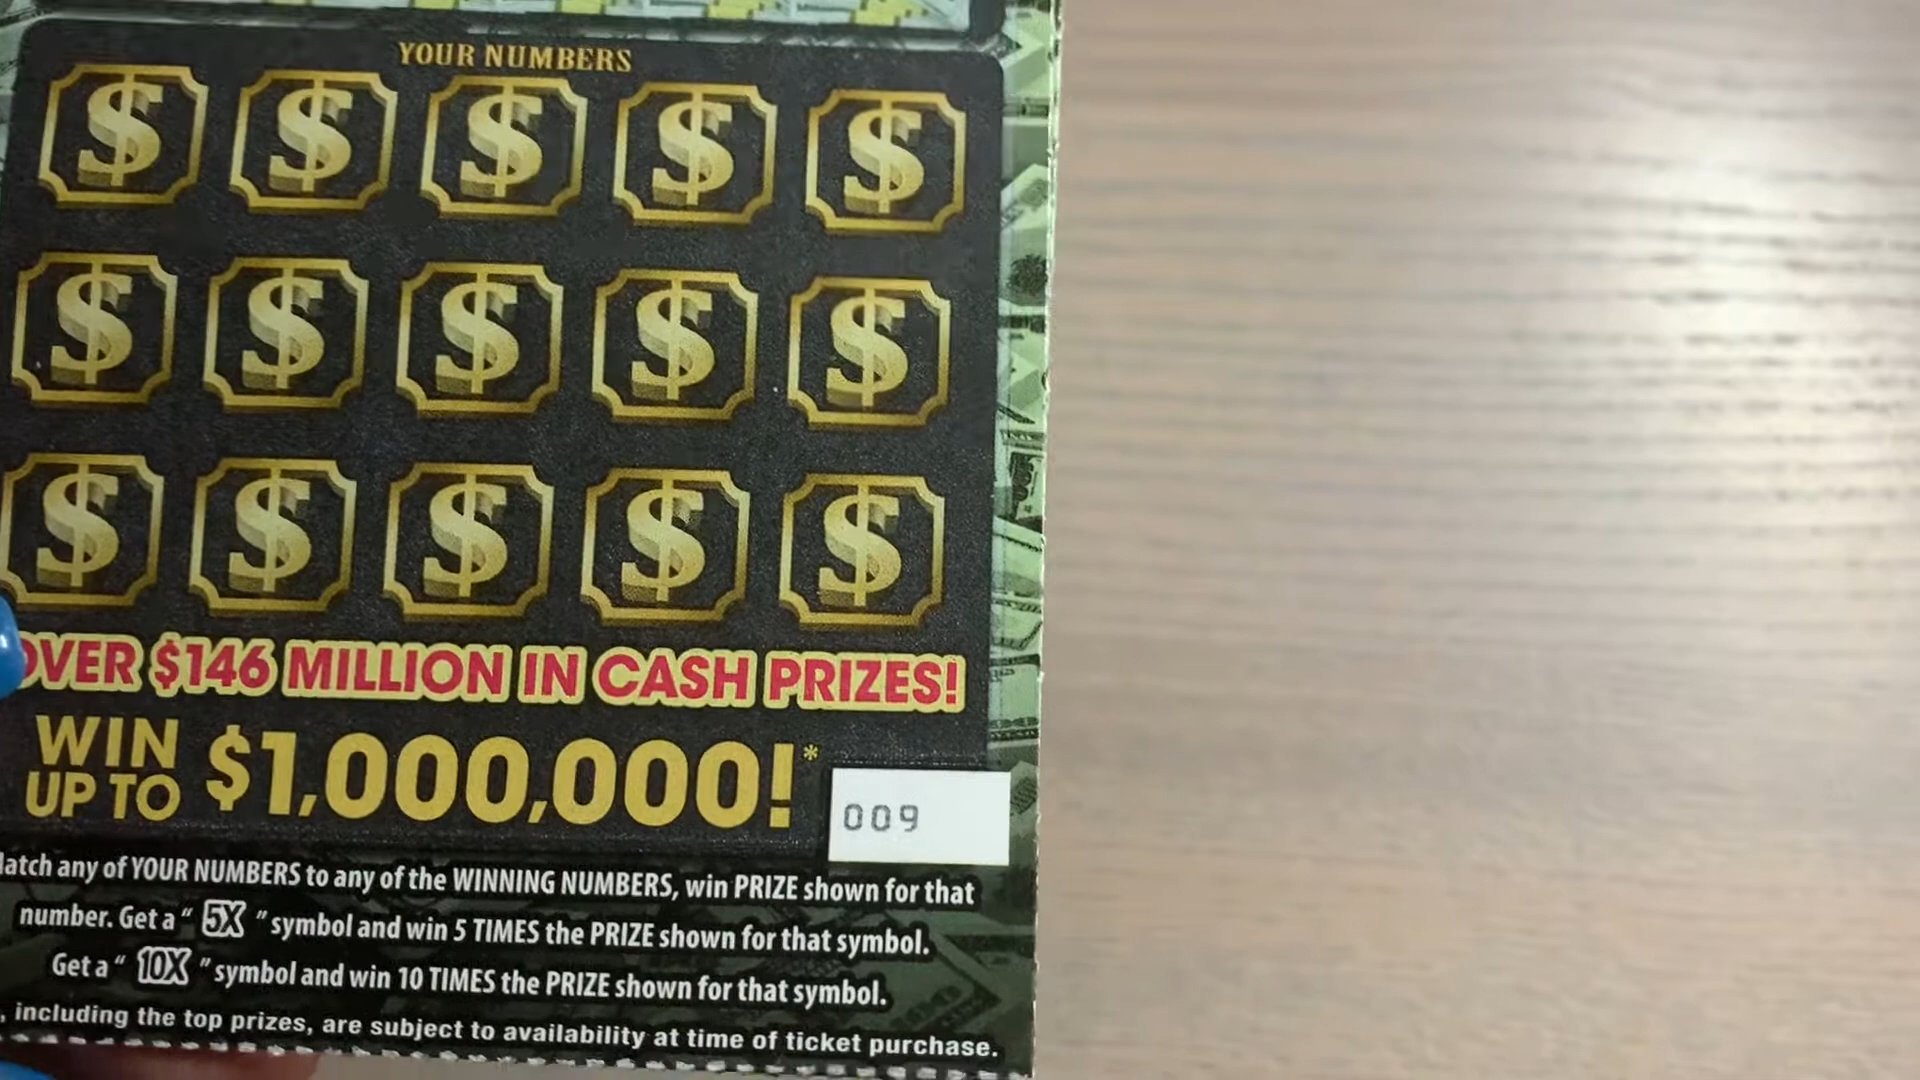 YOUR NUMBERS
$ $ $ $ $
$ $ $ $ $
$ $ $ $ $
OVER $146 MILLION IN CASH PRIZES!
WIN UP TO $1,000,000!*
009
Match any of YOUR NUMBERS to any of the WINNING NUMBERS, win PRIZE shown for that
number. Get a “ 5X ” symbol and win 5 TIMES the PRIZE shown for that symbol.
Get a “ 10X ” symbol and win 10 TIMES the PRIZE shown for that symbol.
, including the top prizes, are subject to availability at time of ticket purchase.